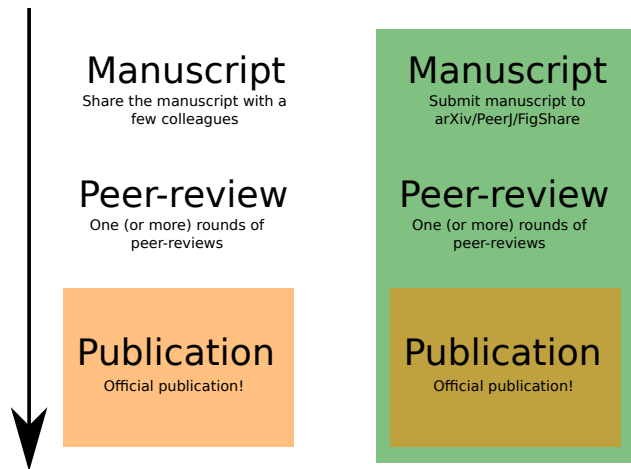 Manuscript
Share the manuscript with a
few colleagues
Peer-review
One (or more) rounds of
peer-reviews
Publication
Official publication!
Manuscript
Submit manuscript to
arXiv/PeerJ/FigShare
Peer-review
One (or more) rounds of
peer-reviews
Publication
Official publication!